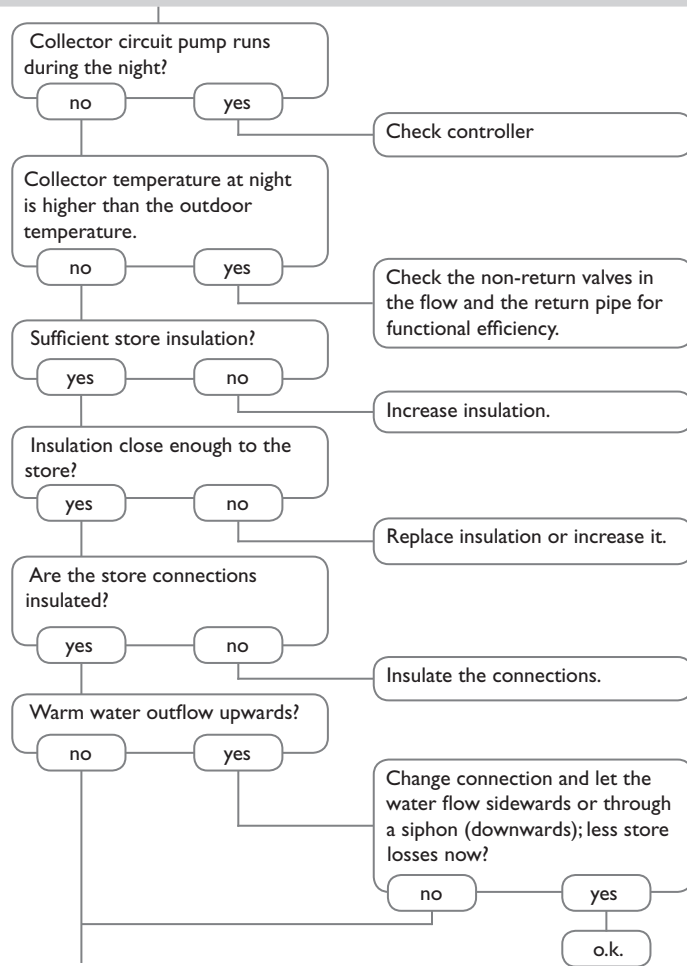 Collector circuit pump runs
during the night?
no
yes
Check controller
Collector temperature at night
is higher than the outdoor
temperature.
no
yes
Check the non-return valves in
the flow and the return pipe for
functional efficiency.
Sufficient store insulation?
yes
no
Increase insulation.
Insulation close enough to the
store?
yes
no
Replace insulation or increase it.
Are the store connections
insulated?
yes
no
Insulate the connections.
Warm water outflow upwards?
no
yes
Change connection and let the
water flow sidewards or through
a siphon (downwards); less store
losses now?
no
yes
o.k.